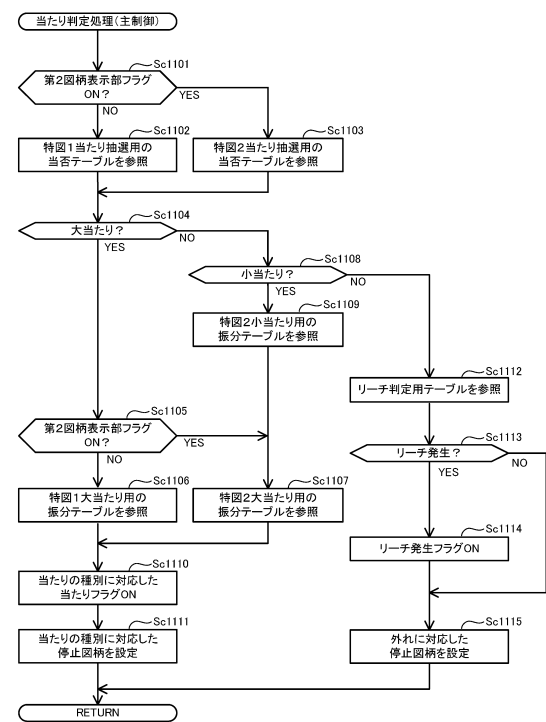 当たり判定処理(主制御)
Sc1101
第2図柄表示部フラグ
ON?
YES
NO
Sc1102
特図1当たり抽選用の
当否テーブルを参照
Sc1103
特図2当たり抽選用の
当否テーブルを参照
Sc1104
大当たり?
NO
YES
Sc1108
小当たり?
NO
YES
Sc1109
特図2小当たり用の
振分テーブルを参照
Sc1112
リーチ判定用テーブルを参照
Sc1105
第2図柄表示部フラグ
ON?
YES
NO
Sc1113
リーチ発生?
NO
YES
Sc1106
特図1大当たり用の
振分テーブルを参照
Sc1107
特図2大当たり用の
振分テーブルを参照
Sc1114
リーチ発生フラグON
Sc1110
当たりの種別に対応した
当たりフラグON
Sc1111
当たりの種別に対応した
停止図柄を設定
Sc1115
外れに対応した
停止図柄を設定
RETURN